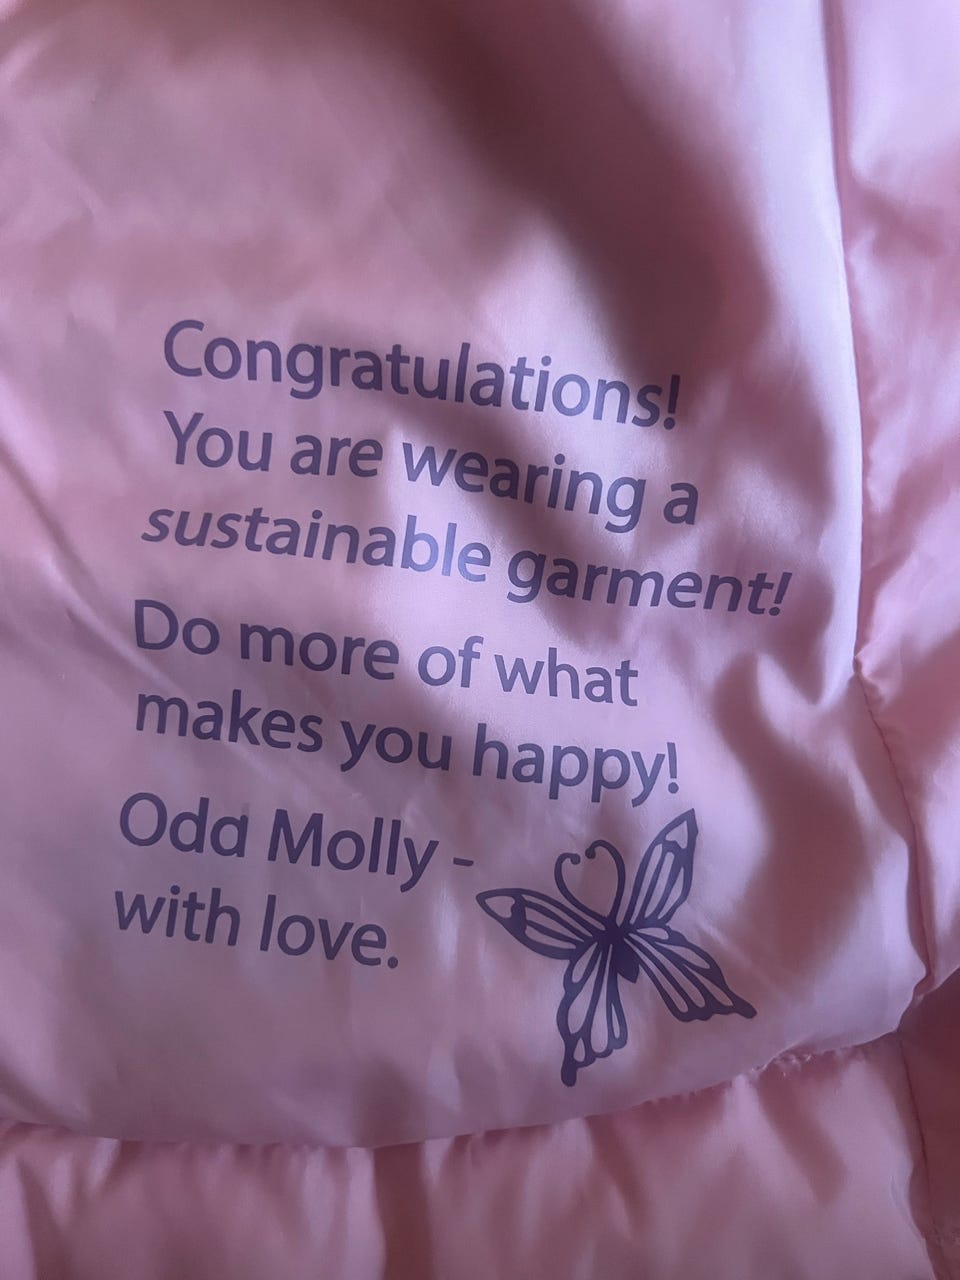 Congratulations!
You are wearing a
sustainable garment!
Do more of what
makes you happy!
Odd Molly -
with love.